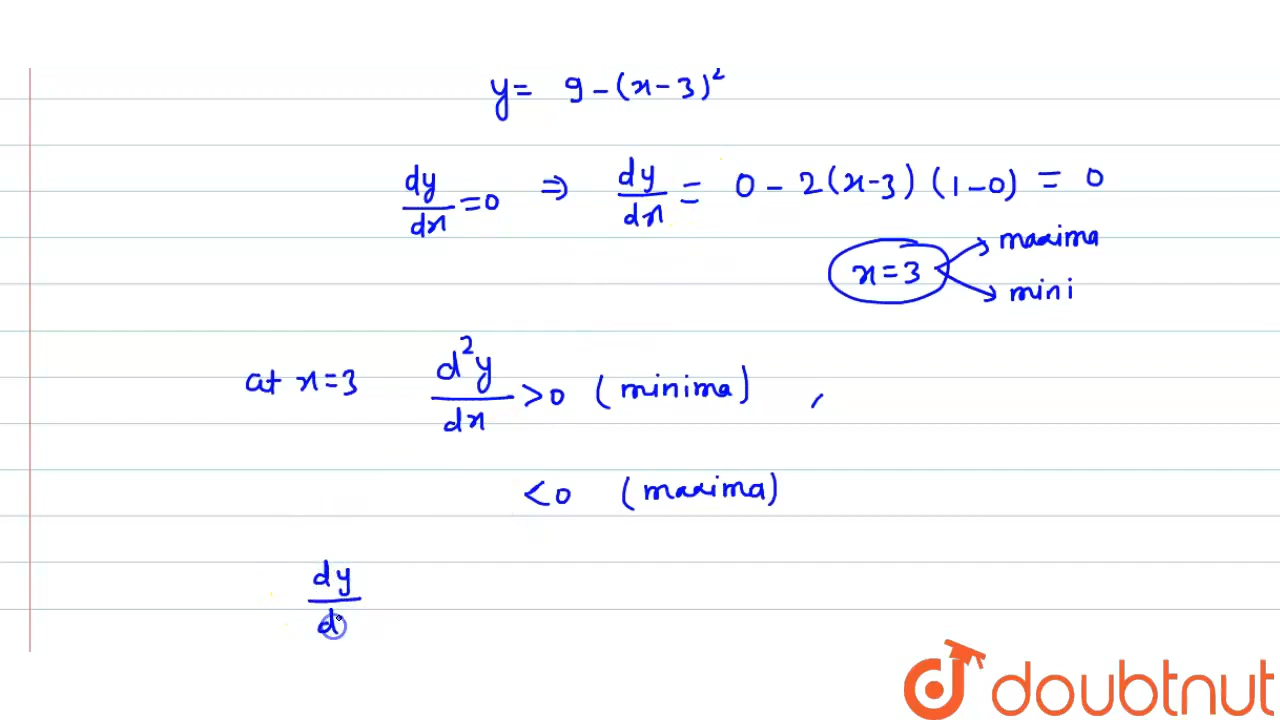 y = 9 - (x - 3)²
dy/dx = 0 ⇒ dy/dx = 0 - 2(x-3)(1-0) = 0
x = 3
maxima
mini
at x = 3 d²y/dx > 0 (minima) ,
< 0 (maxima)
dy/d
doubtnut